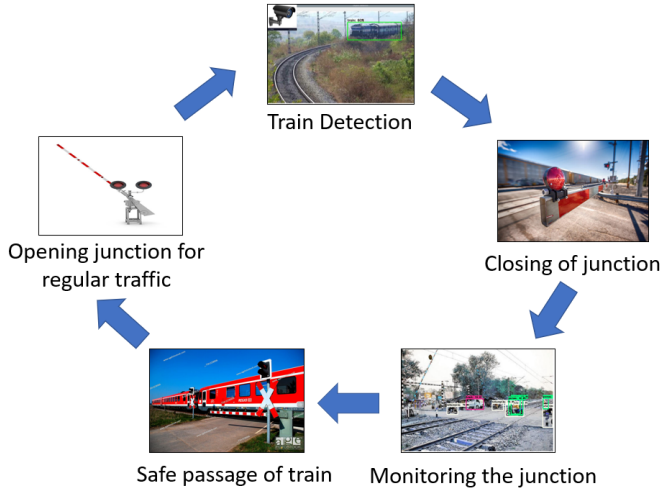 Train Detection
Closing of junction
Monitoring the junction
Safe passage of train
Opening junction for
regular traffic